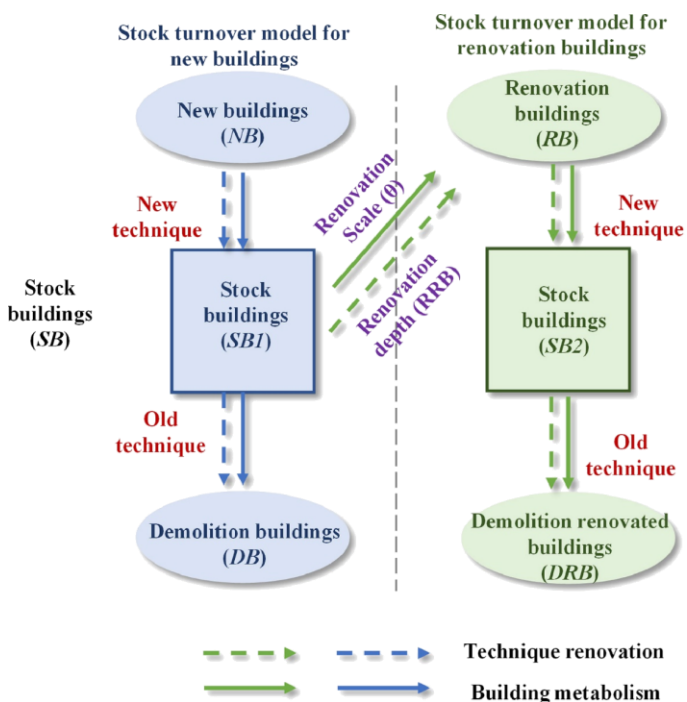 Stock turnover model for
new buildings
Stock turnover model for
renovation buildings
New buildings
(NB)
Renovation
buildings
(RB)
New
technique
Renovation
Scale (θ)
New
technique
Stock
buildings
(SB)
Stock
buildings
(SB1)
Renovation
depth (RRB)
Stock
buildings
(SB2)
Old
technique
Old
technique
Demolition buildings
(DB)
Demolition renovated
buildings
(DRB)
Technique renovation
Building metabolism